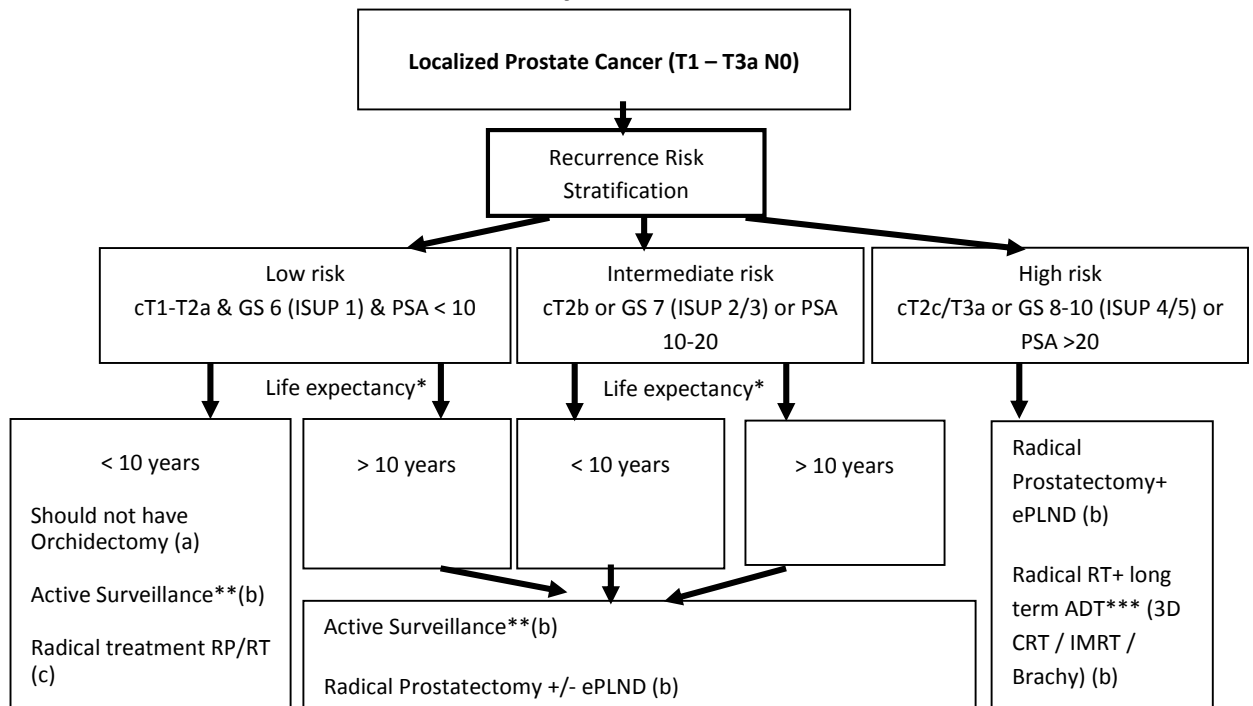 Localized Prostate Cancer (T1 – T3a N0)
Recurrence Risk
Stratification
Low risk
cT1-T2a & GS 6 (ISUP 1) & PSA < 10
Intermediate risk
cT2b or GS 7 (ISUP 2/3) or PSA
10-20
High risk
cT2c/T3a or GS 8-10 (ISUP 4/5) or
PSA >20
Life expectancy*
Life expectancy*
< 10 years
Should not have
Orchidectomy (a)
Active Surveillance**(b)
Radical treatment RP/RT
(c)
> 10 years
< 10 years
> 10 years
Active Surveillance**(b)
Radical Prostatectomy +/- ePLND (b)
Radical
Prostatectomy+
ePLND (b)
Radical RT+ long
term ADT*** (3D
CRT / IMRT /
Brachy) (b)